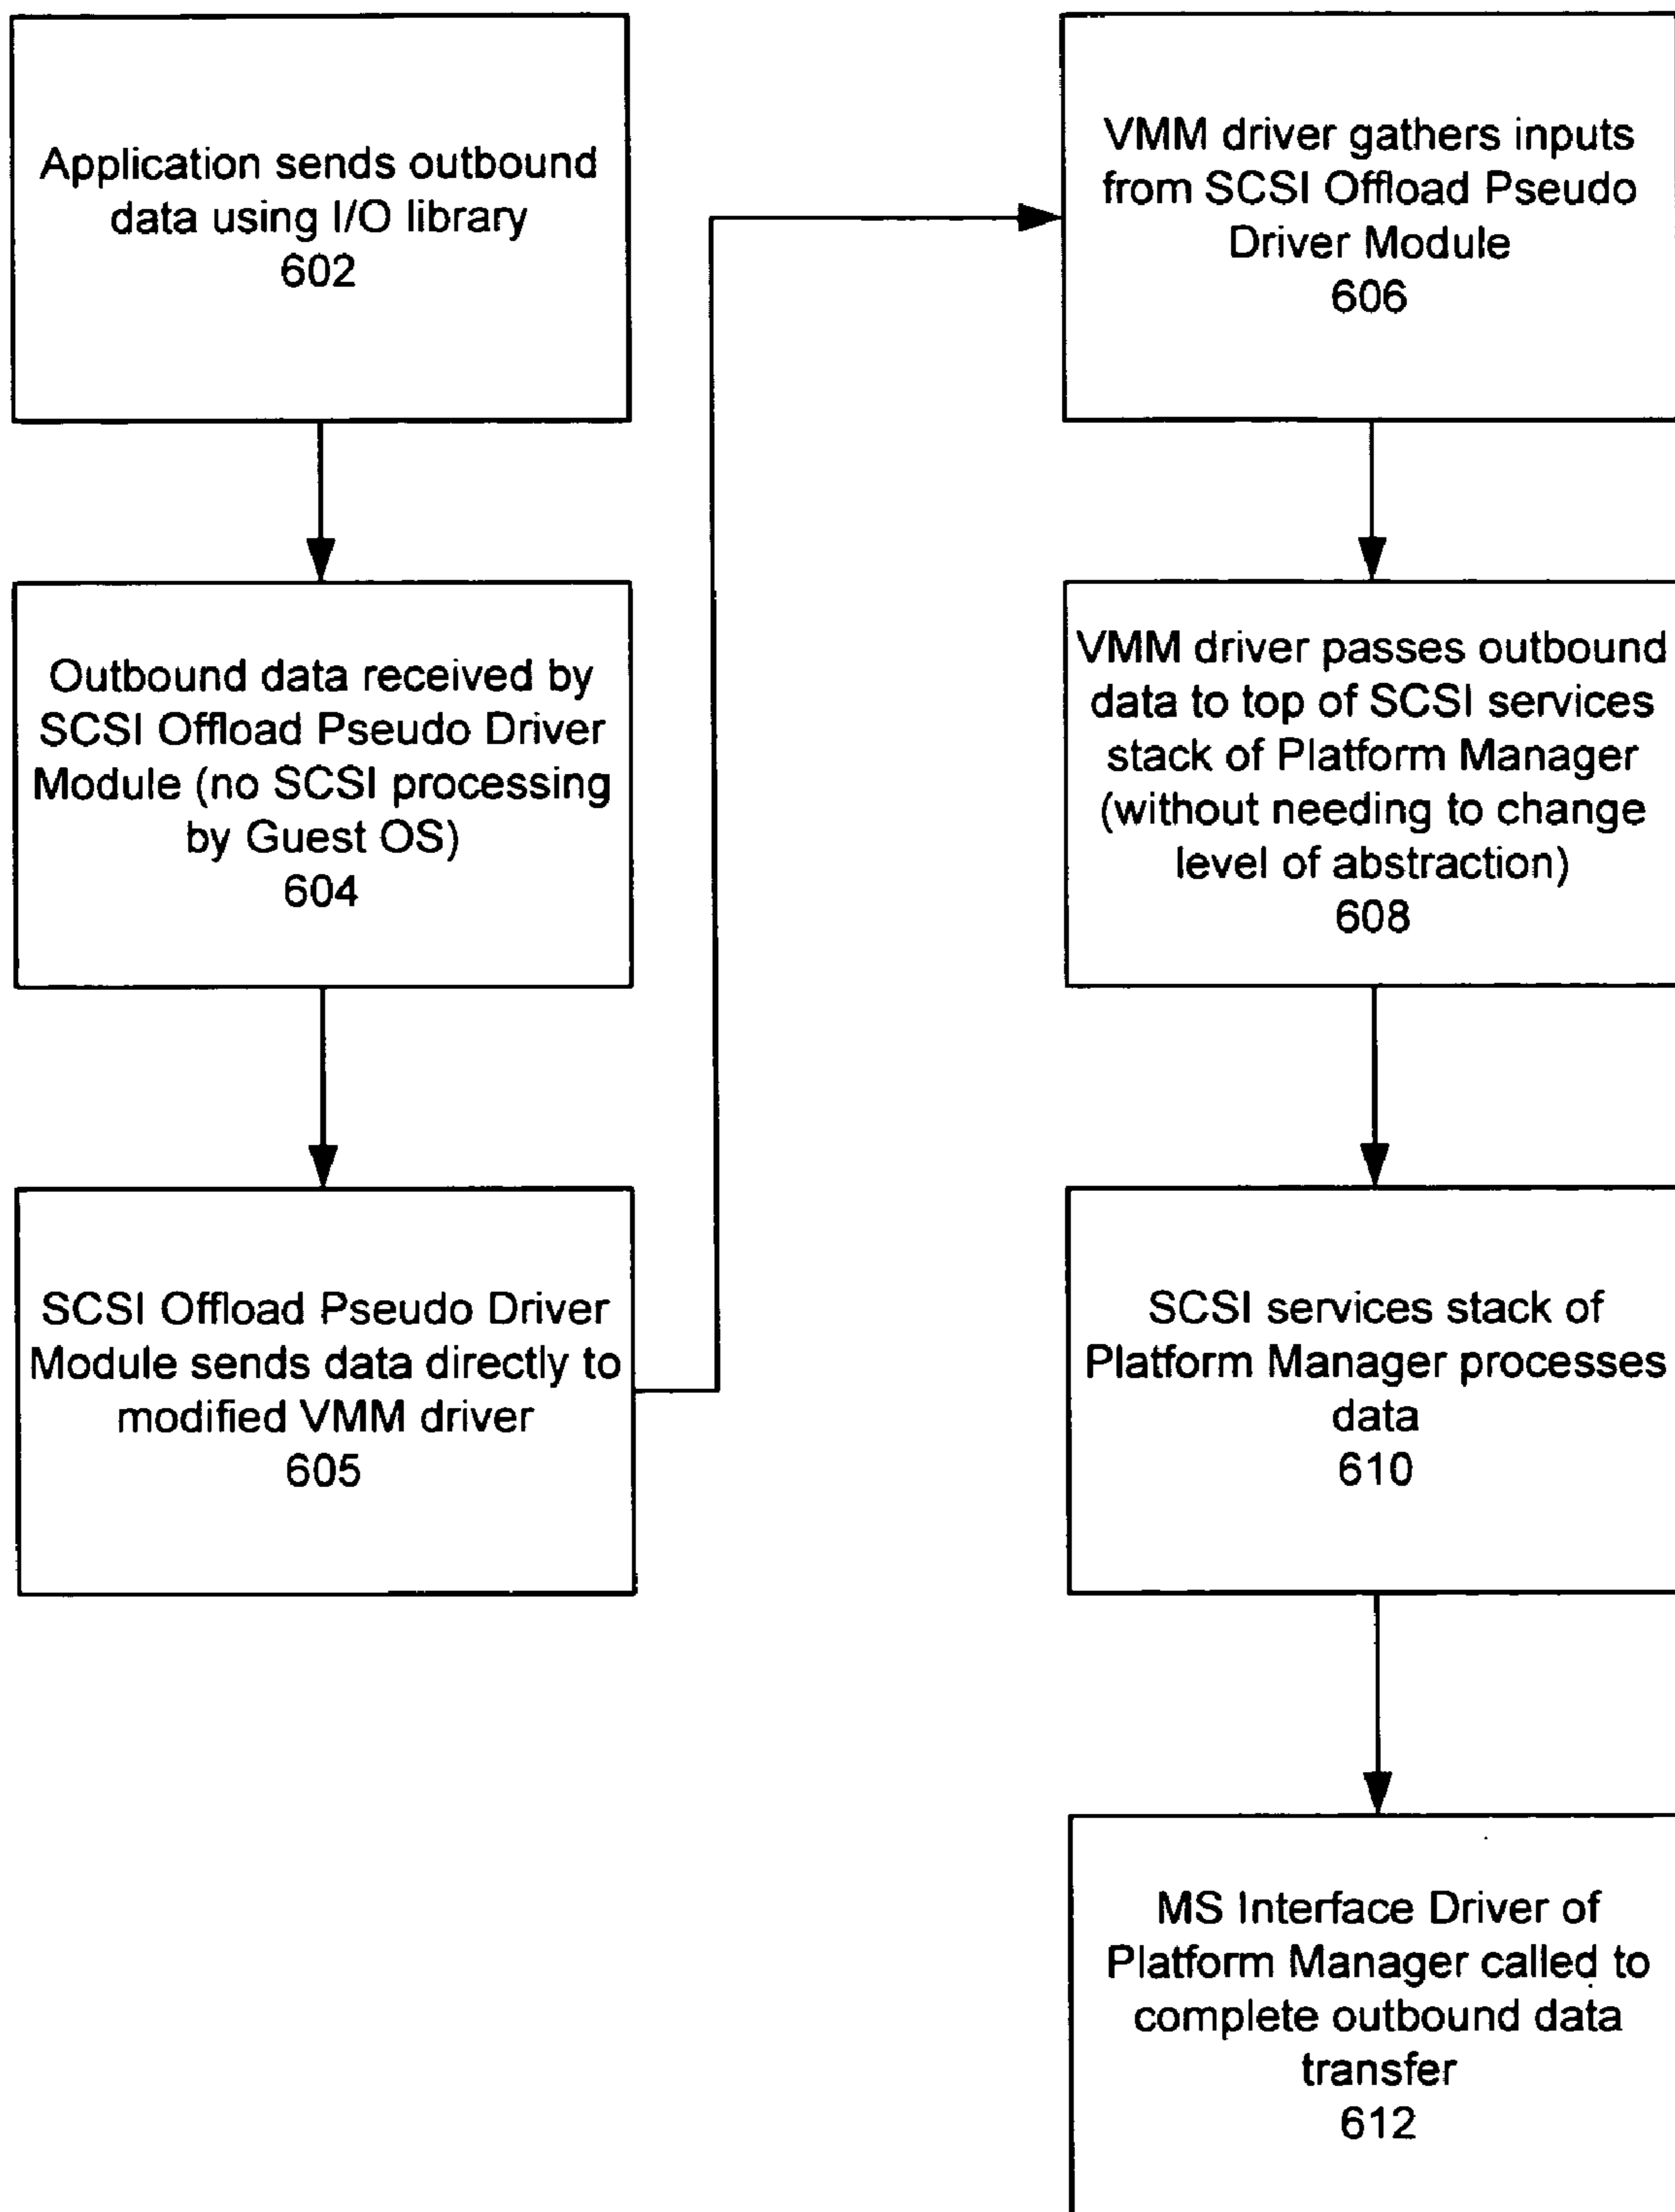 Application sends outbound
data using I/O library
602
Outbound data received by
SCSI Offload Pseudo Driver
Module (no SCSI processing
by Guest OS)
604
SCSI Offload Pseudo Driver
Module sends data directly to
modified VMM driver
605
VMM driver gathers inputs
from SCSI Offload Pseudo
Driver Module
606
VMM driver passes outbound
data to top of SCSI services
stack of Platform Manager
(without needing to change
level of abstraction)
608
SCSI services stack of
Platform Manager processes
data
610
MS Interface Driver of
Platform Manager called to
complete outbound data
transfer
612